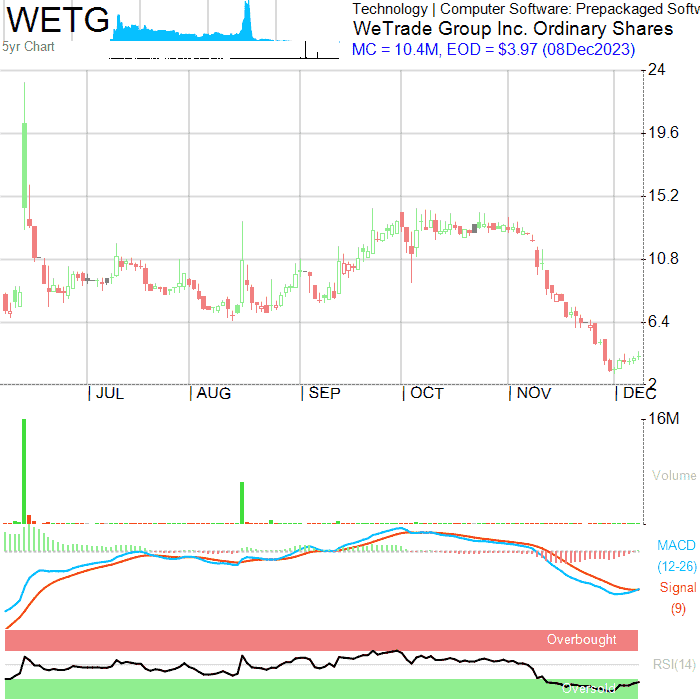 WETG
5yr Chart
Technology | Computer Software: Prepackaged Softw
WeTrade Group Inc. Ordinary Shares
MC = 10.4M, EOD = $3.97 (08Dec2023)
24
19.6
15.2
10.8
6.4
2
JUL AUG SEP OCT NOV DEC
16M
Volume
MACD
(12-26)
Signal
(9)
Overbought
RSI(14)
Oversold